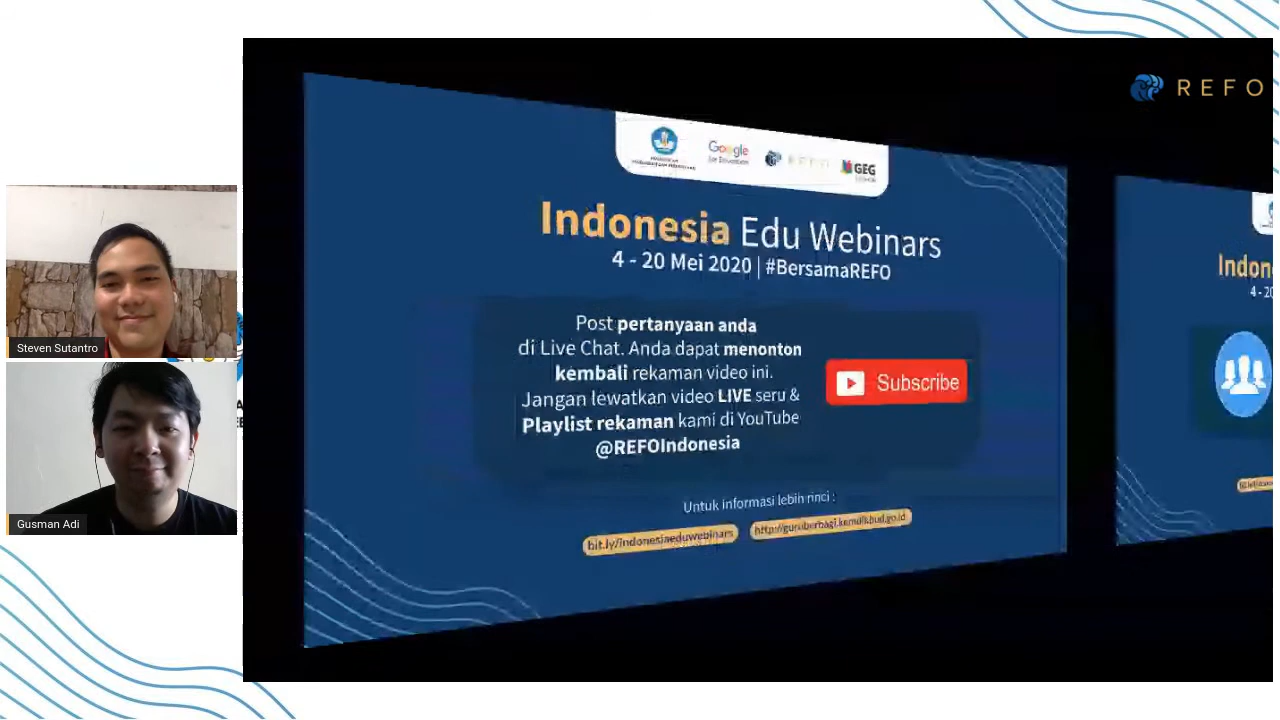 REFO
Google
for Education
REFO
GEG
Indonesia Edu Webinars
4 - 20 Mei 2020 | #BersamaREFO
Post pertanyaan anda
di Live Chat. Anda dapat menonton
kembali rekaman video ini.
Jangan lewatkan video LIVE seru &
Playlist rekaman kami di YouTube
@REFOIndonesia
Subscribe
Untuk informasi lebih rinci :
bit.ly/indonesiaeduwebinars
http://guruberbagi.kemdikbud.go.id
Indon
4 - 20
Steven Sutantro
Gusman Adi